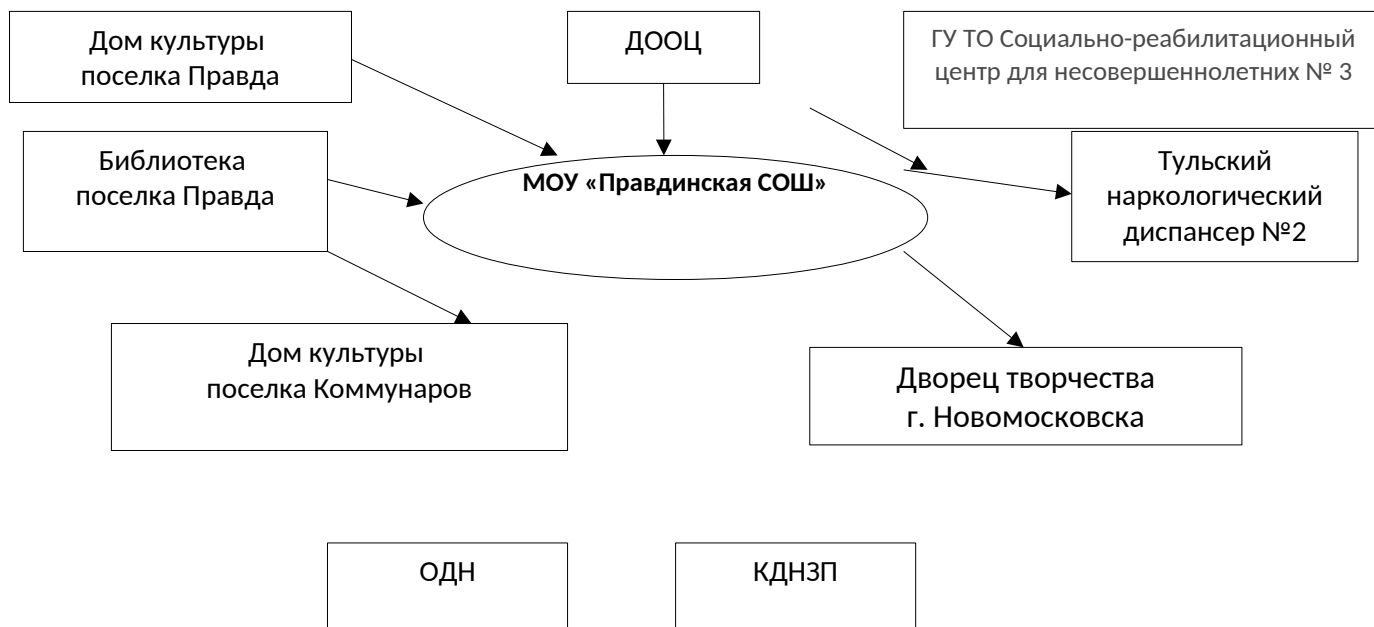 Дом культуры
поселка Правда
ДООЦ
ГУ ТО Социально-реабилитационный
центр для несовершеннолетних № 3
Библиотека
поселка Правда
МОУ «Правдинская СОШ»
Тульский
наркологический
диспансер №2
Дом культуры
поселка Коммунаров
Дворец творчества
г. Новомосковска
ОДН
КДНЗП